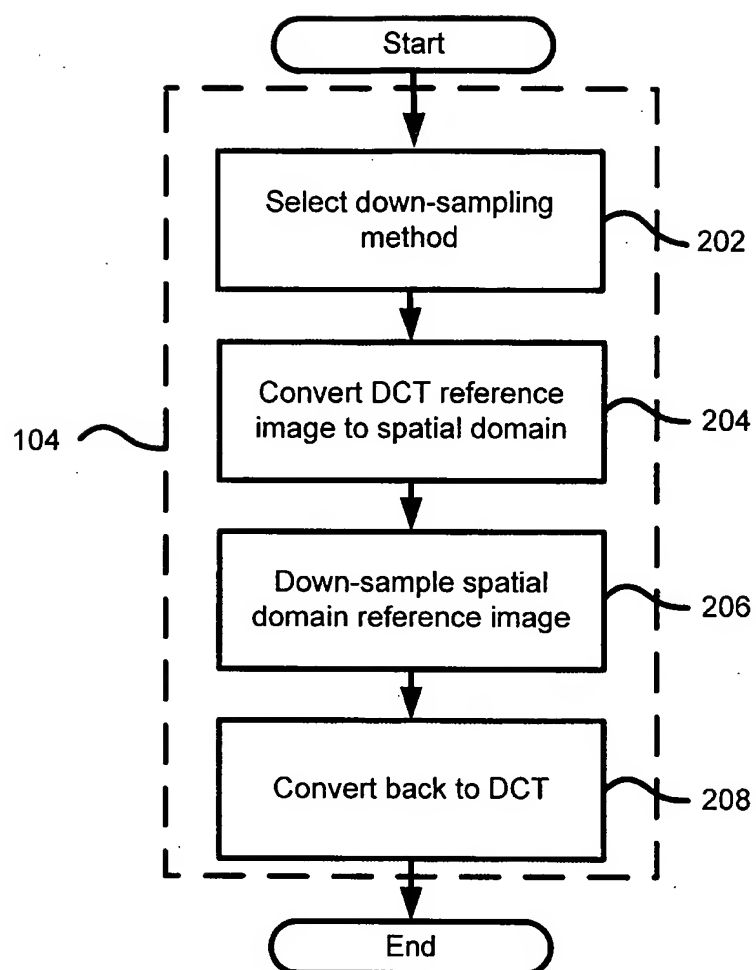 Start
Select down-sampling
method
202
Convert DCT reference
image to spatial domain
104
204
Down-sample spatial
domain reference image
206
Convert back to DCT
208
End